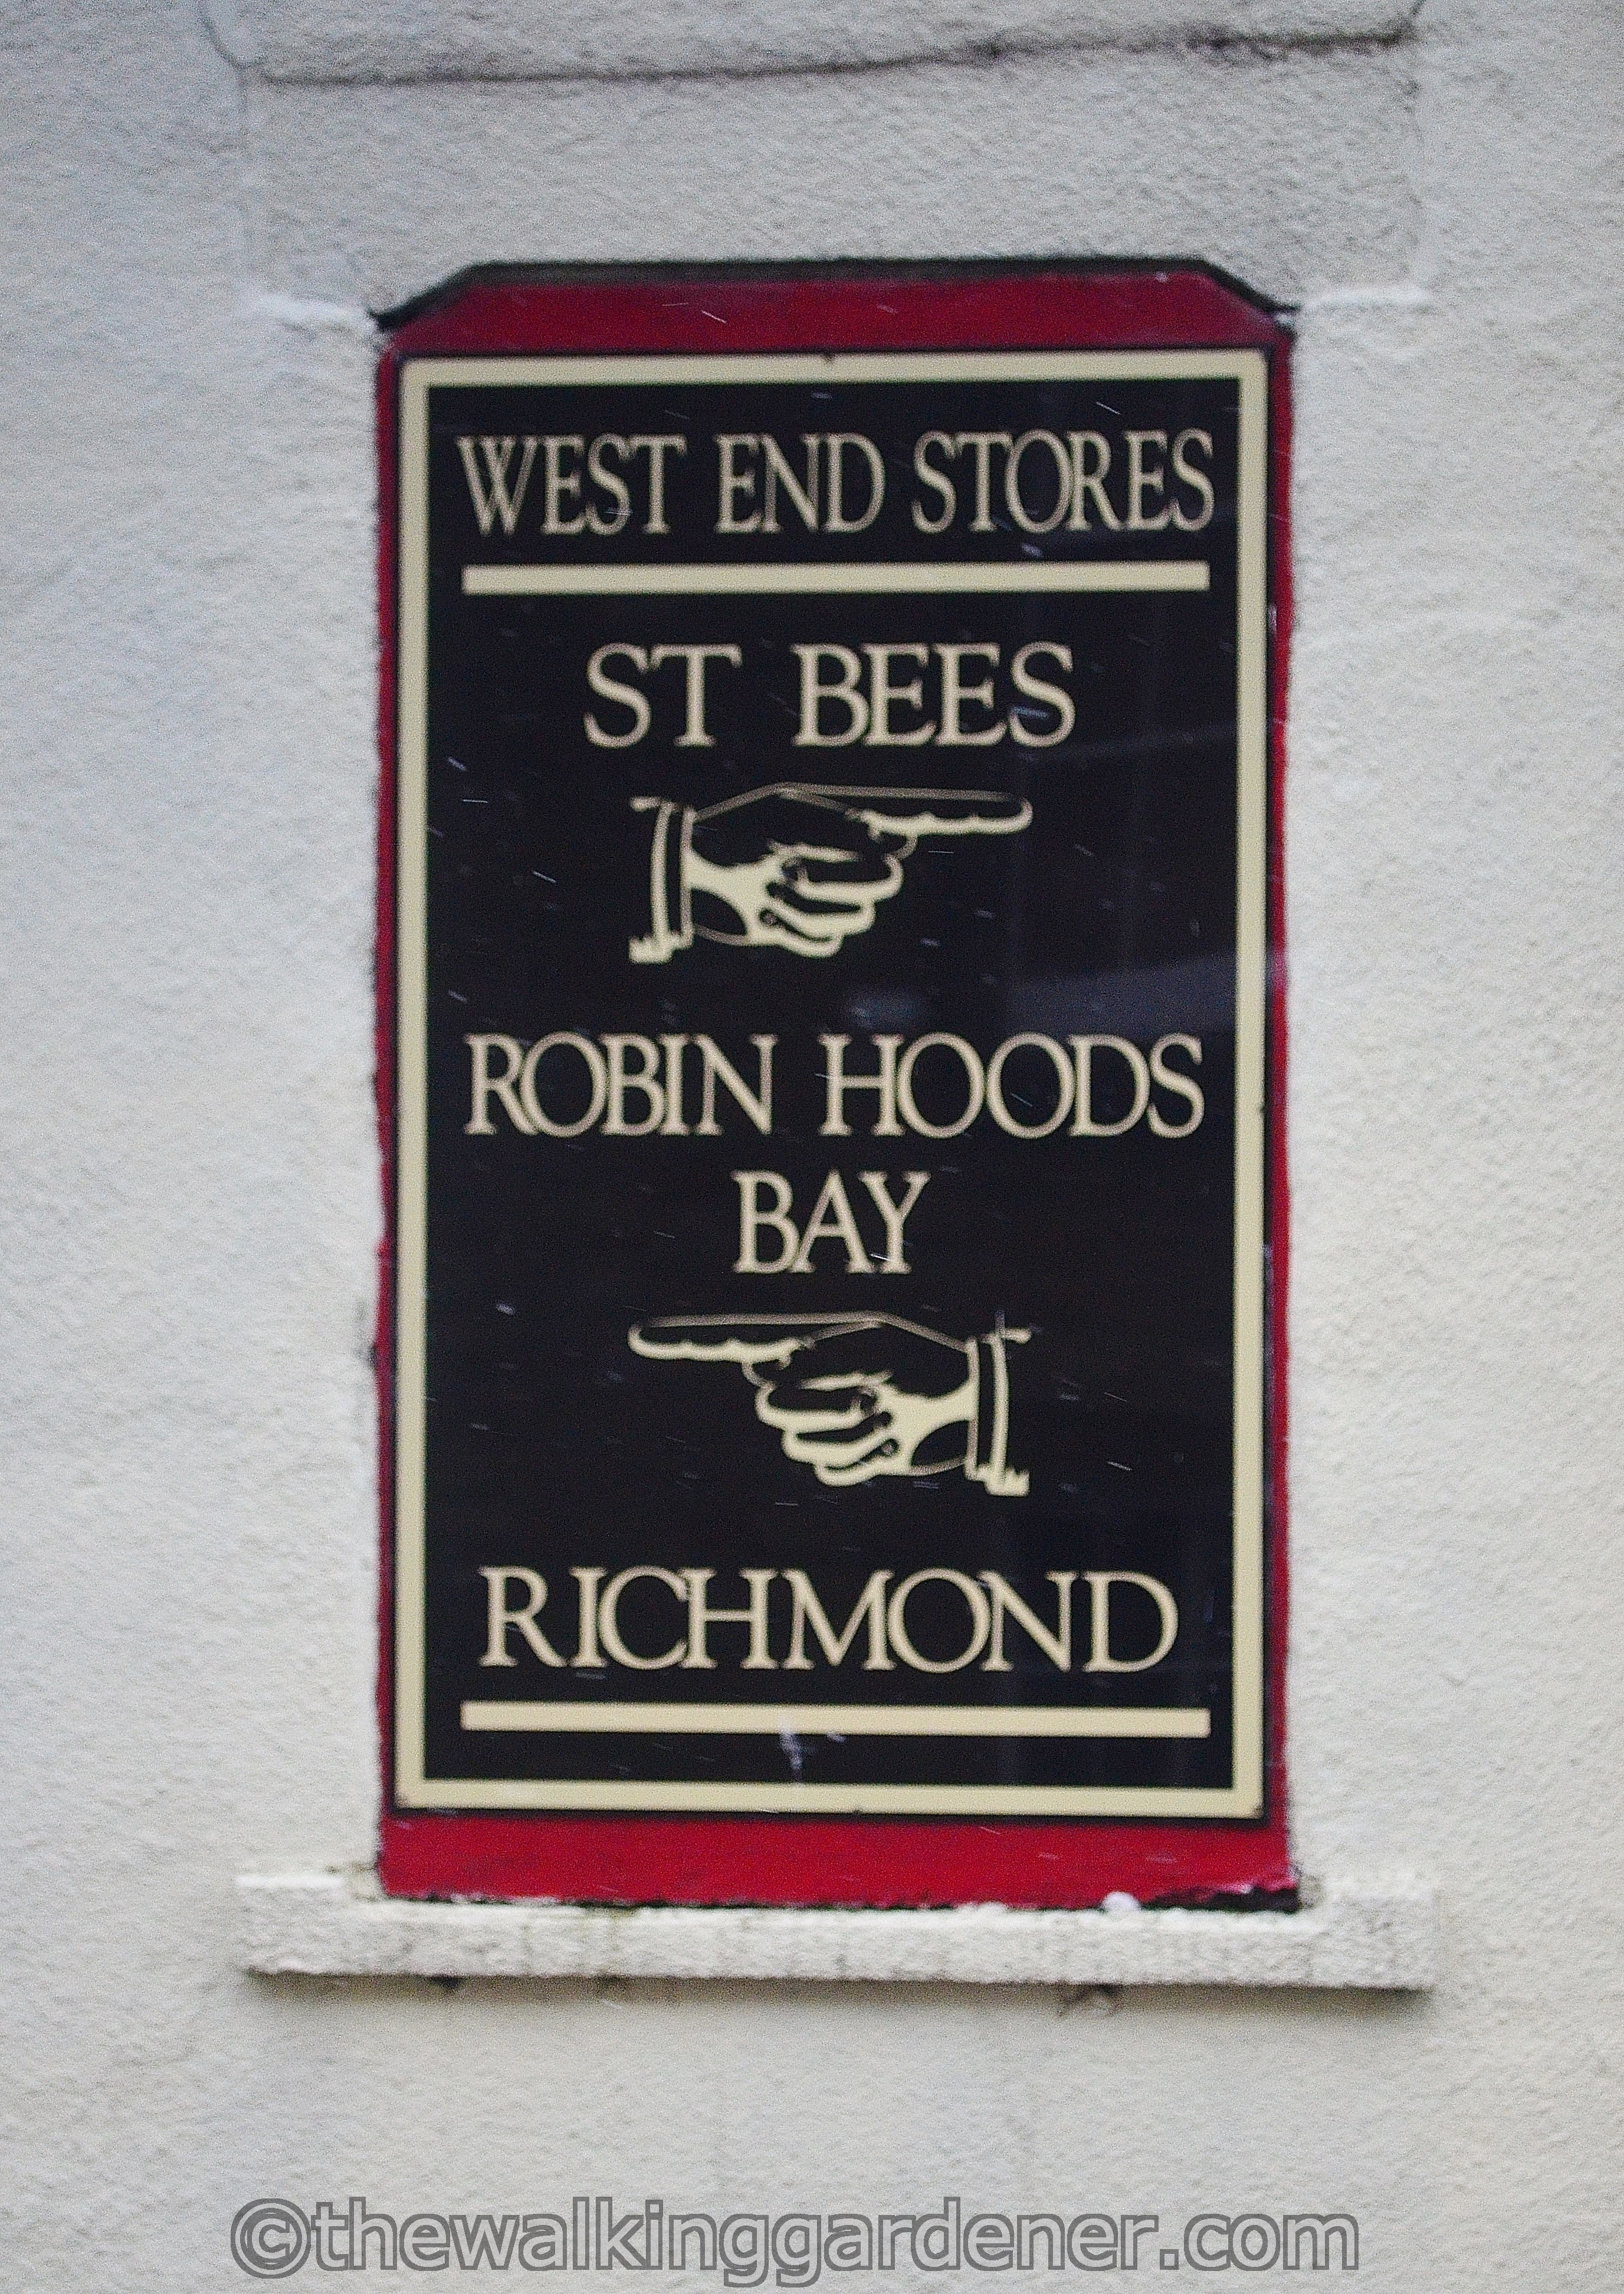 WEST END STORES
ST BEES
ROBIN HOODS
BAY
RICHMOND
©thewalkinggardener.com